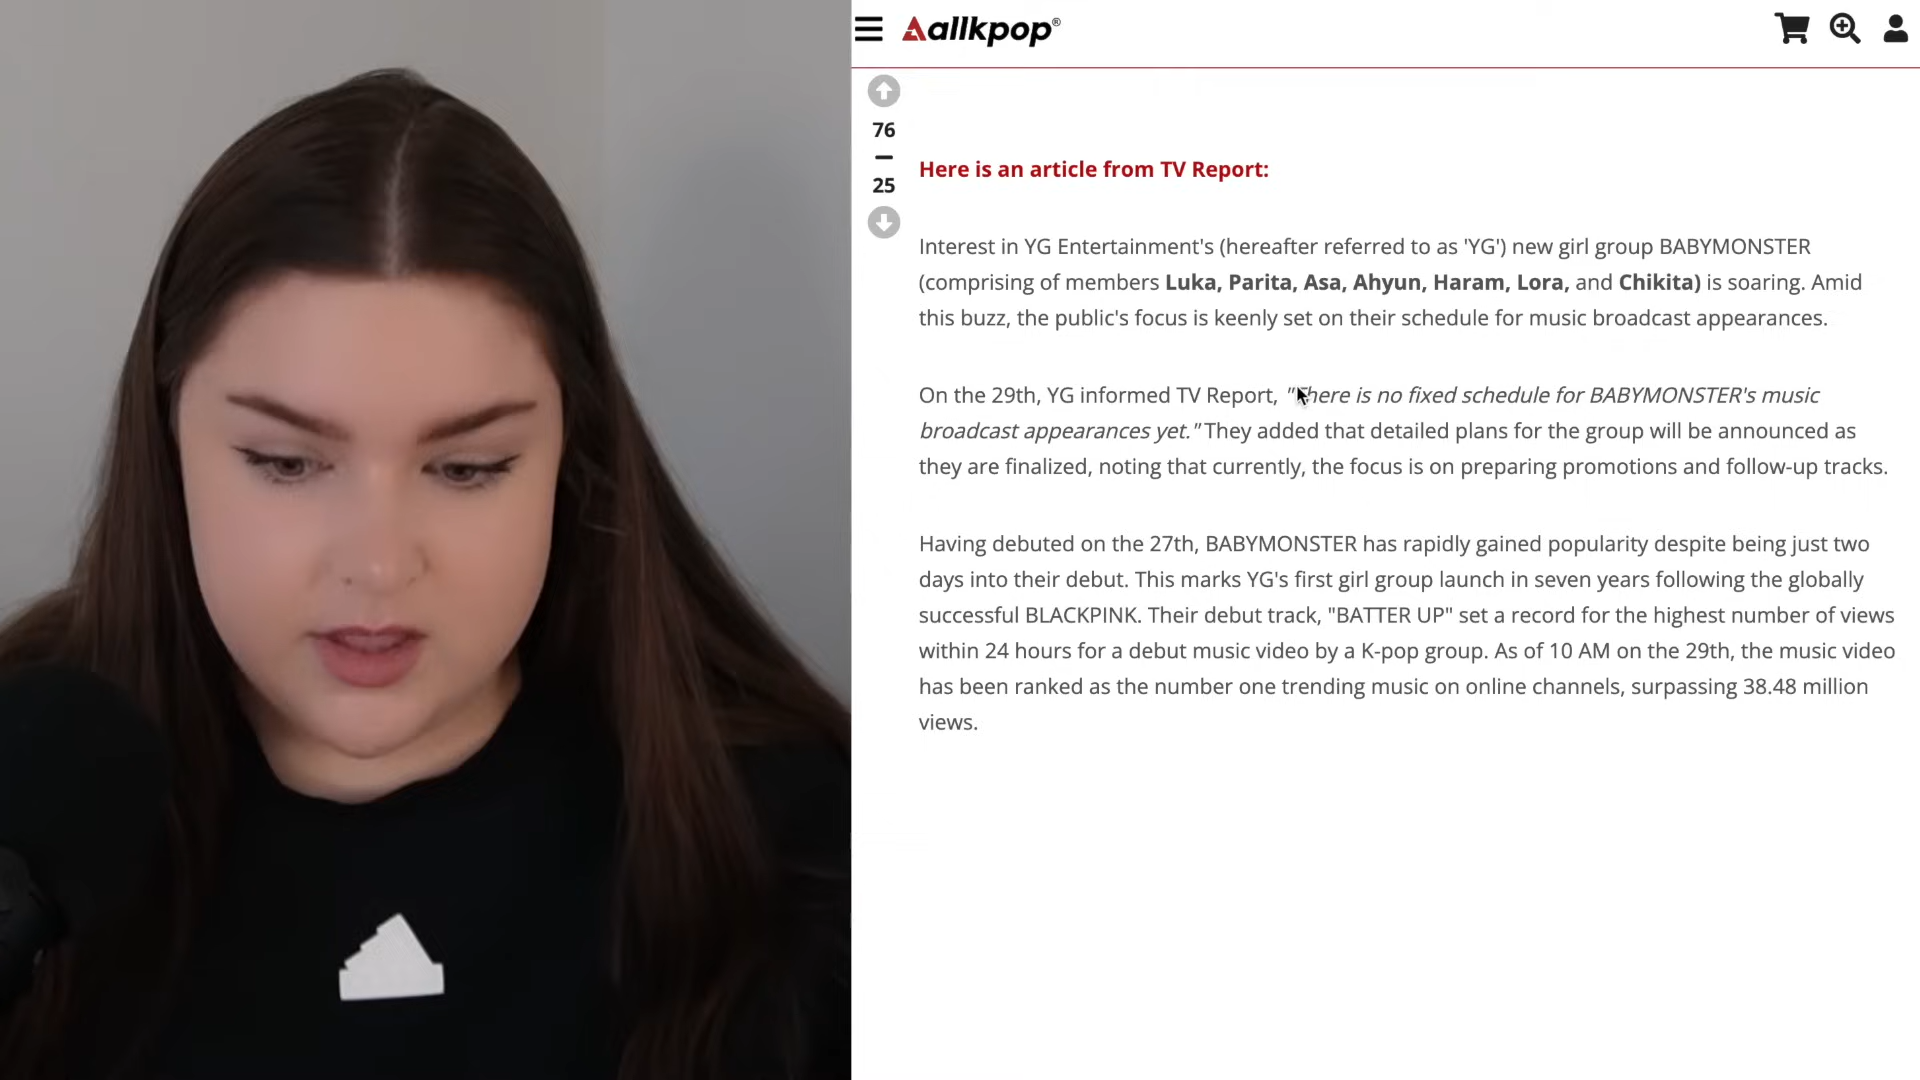 allkpop®
76
25
Here is an article from TV Report:
Interest in YG Entertainment's (hereafter referred to as 'YG') new girl group BABYMONSTER
(comprising of members Luka, Parita, Asa, Ahyun, Haram, Lora, and Chikita) is soaring. Amid
this buzz, the public's focus is keenly set on their schedule for music broadcast appearances.
On the 29th, YG informed TV Report, "There is no fixed schedule for BABYMONSTER's music
broadcast appearances yet." They added that detailed plans for the group will be announced as
they are finalized, noting that currently, the focus is on preparing promotions and follow-up tracks.
Having debuted on the 27th, BABYMONSTER has rapidly gained popularity despite being just two
days into their debut. This marks YG's first girl group launch in seven years following the globally
successful BLACKPINK. Their debut track, "BATTER UP" set a record for the highest number of views
within 24 hours for a debut music video by a K-pop group. As of 10 AM on the 29th, the music video
has been ranked as the number one trending music on online channels, surpassing 38.48 million
views.